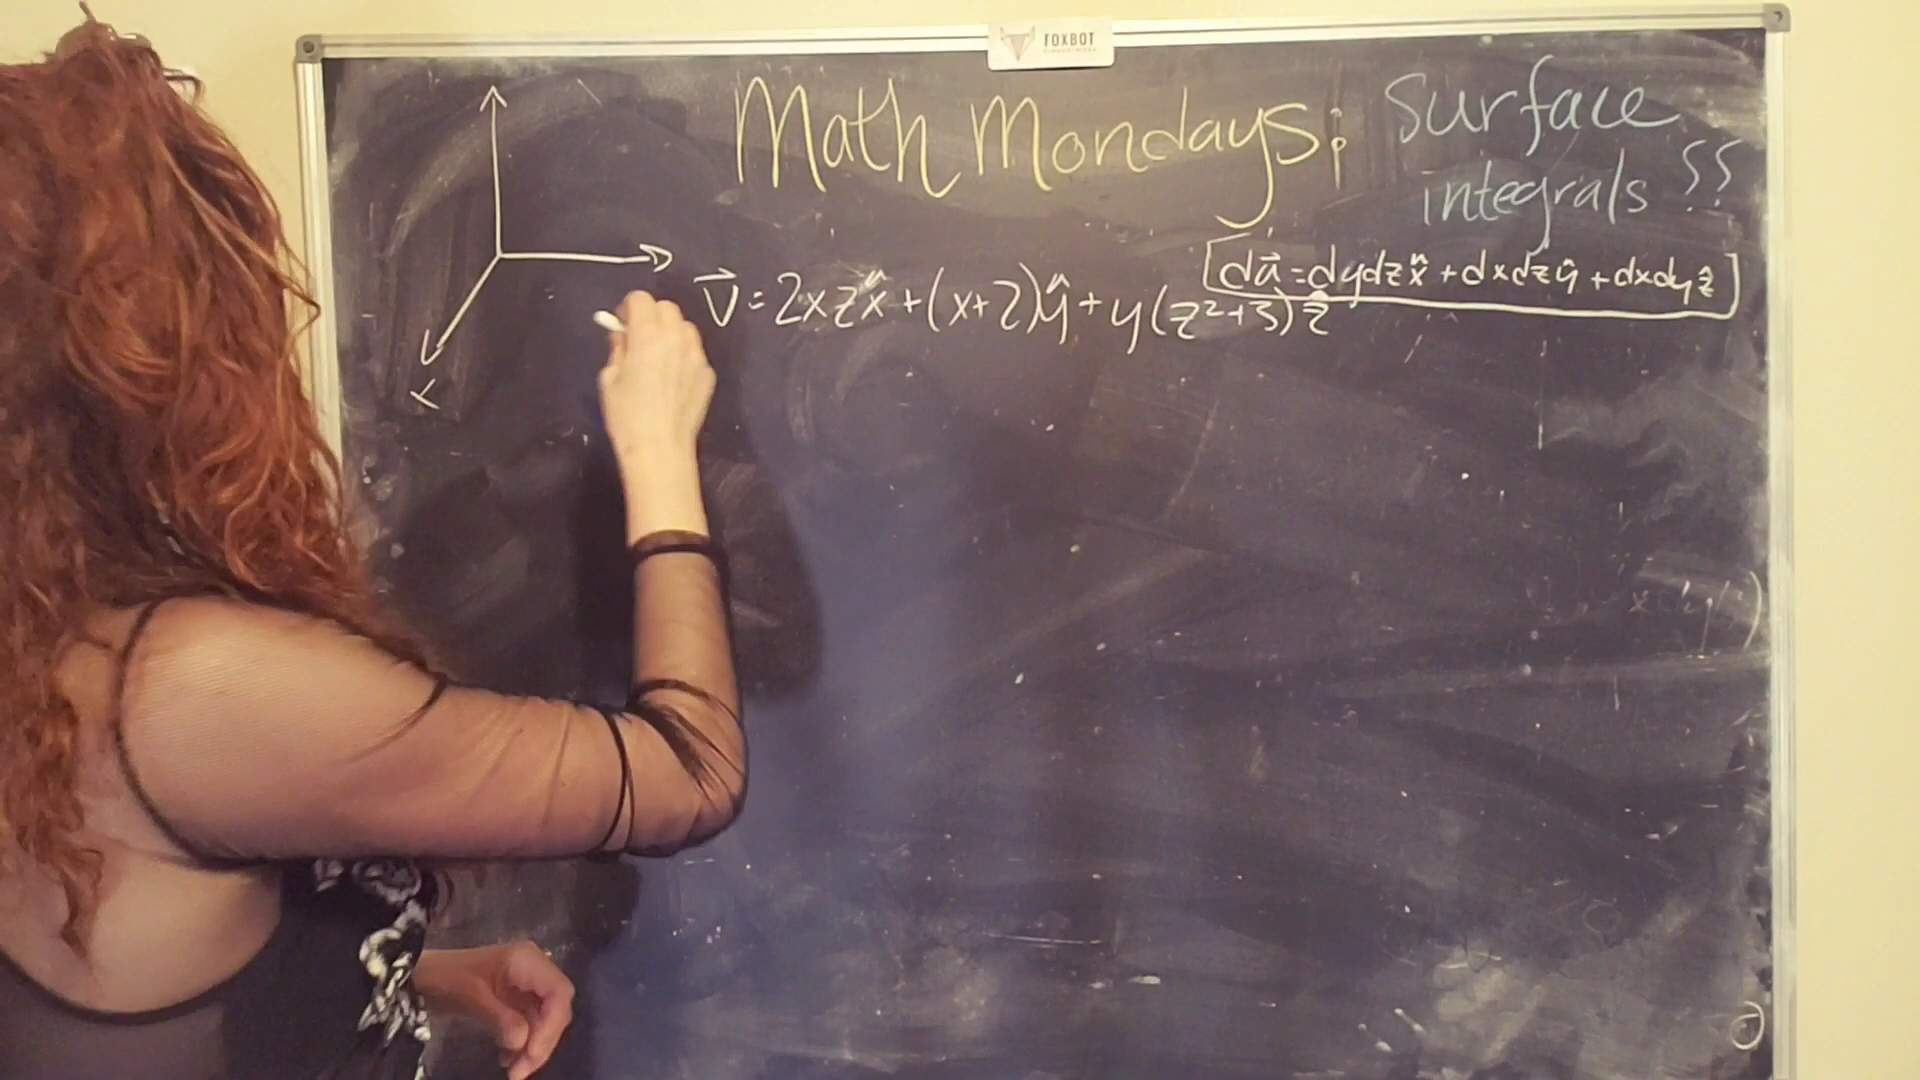 FOXBOT
Math Mondays: Surface
integrals ??
[da⃗ = dydz x̂ + dxdz ŷ + dxdy ẑ]
V⃗ = 2xz x̂ + (x+2)ŷ + y(z²+3) ẑ
x